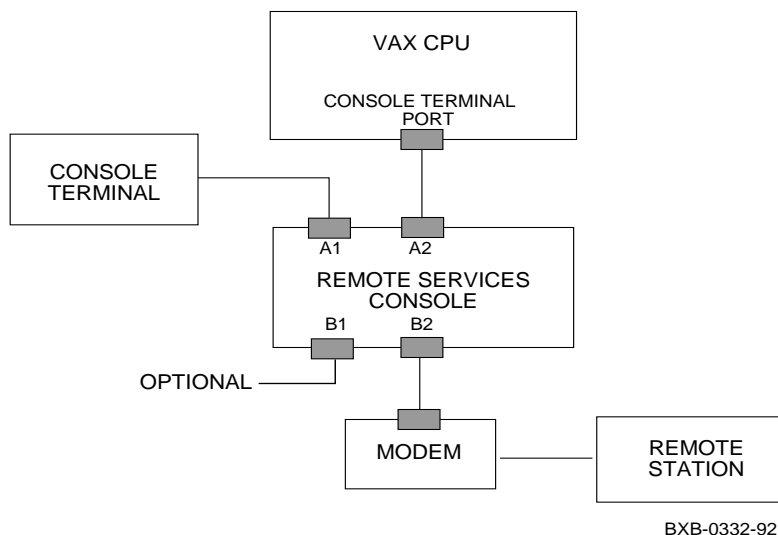 VAX CPU
CONSOLE TERMINAL
PORT
CONSOLE
TERMINAL
A1
A2
REMOTE SERVICES
CONSOLE
B1
B2
OPTIONAL
MODEM
REMOTE
STATION
BXB-0332-92